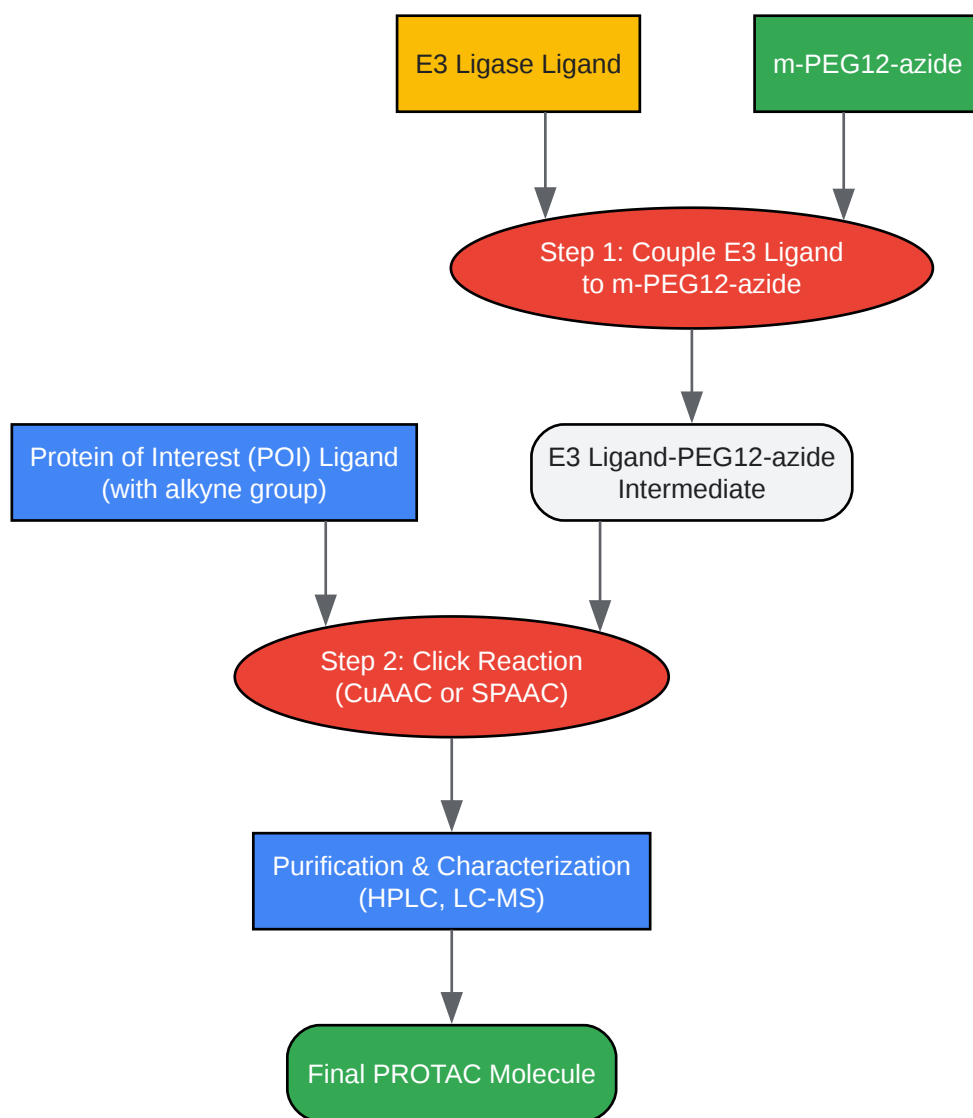 E3 Ligase Ligand
m-PEG12-azide
Step 1: Couple E3 Ligand
to m-PEG12-azide
Protein of Interest (POI) Ligand
(with alkyne group)
E3 Ligand-PEG12-azide
Intermediate
Step 2: Click Reaction
(CuAAC or SPAAC)
Purification & Characterization
(HPLC, LC-MS)
Final PROTAC Molecule